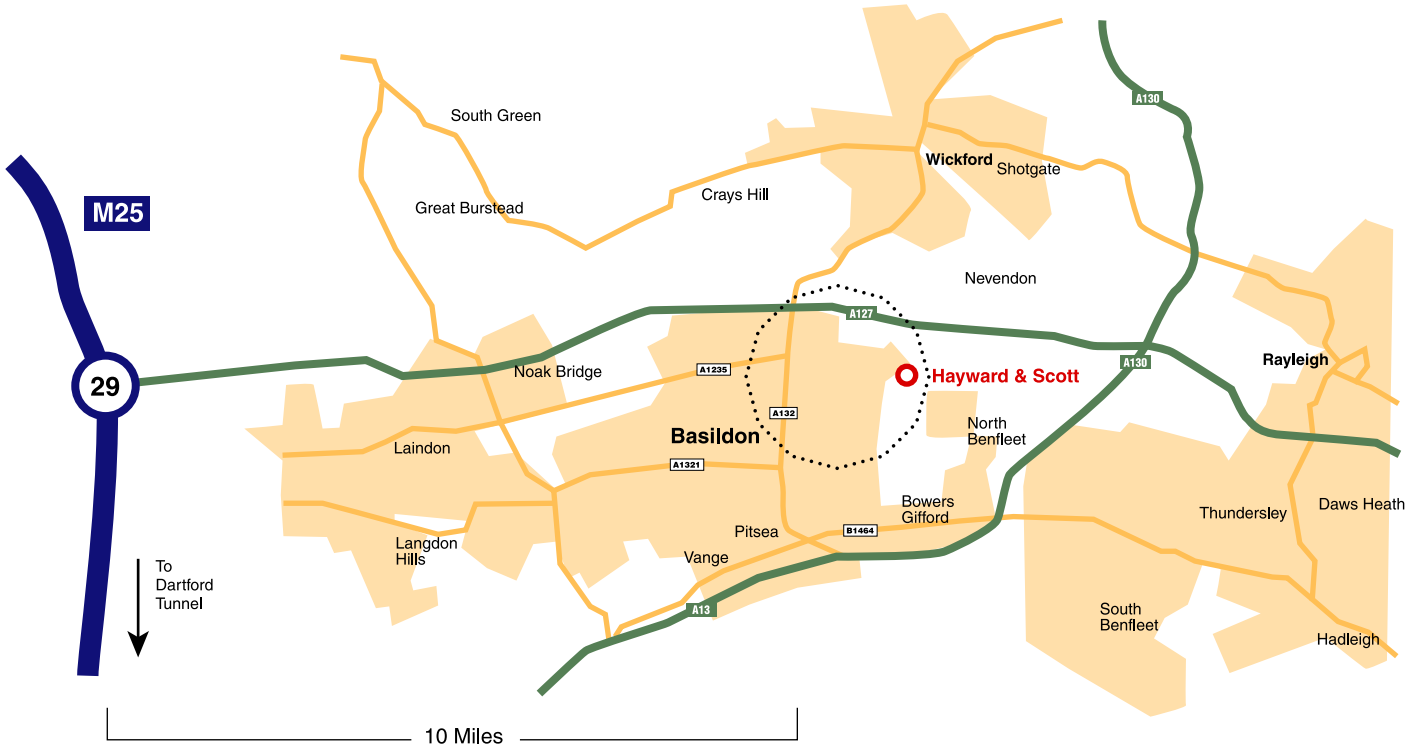 A130
South Green
Wickford
Shotgate
M25
Crays Hill
Great Burstead
Nevendon
A127
A130
Rayleigh
Noak Bridge
A1235
Hayward & Scott
29
A132
North
Benfleet
Basildon
Laindon
A1321
Bowers
Gifford
Daws Heath
Thundersley
B1464
Pitsea
Langdon
Hills
Vange
To
Dartford
Tunnel
A13
South
Benfleet
Hadleigh
10 Miles